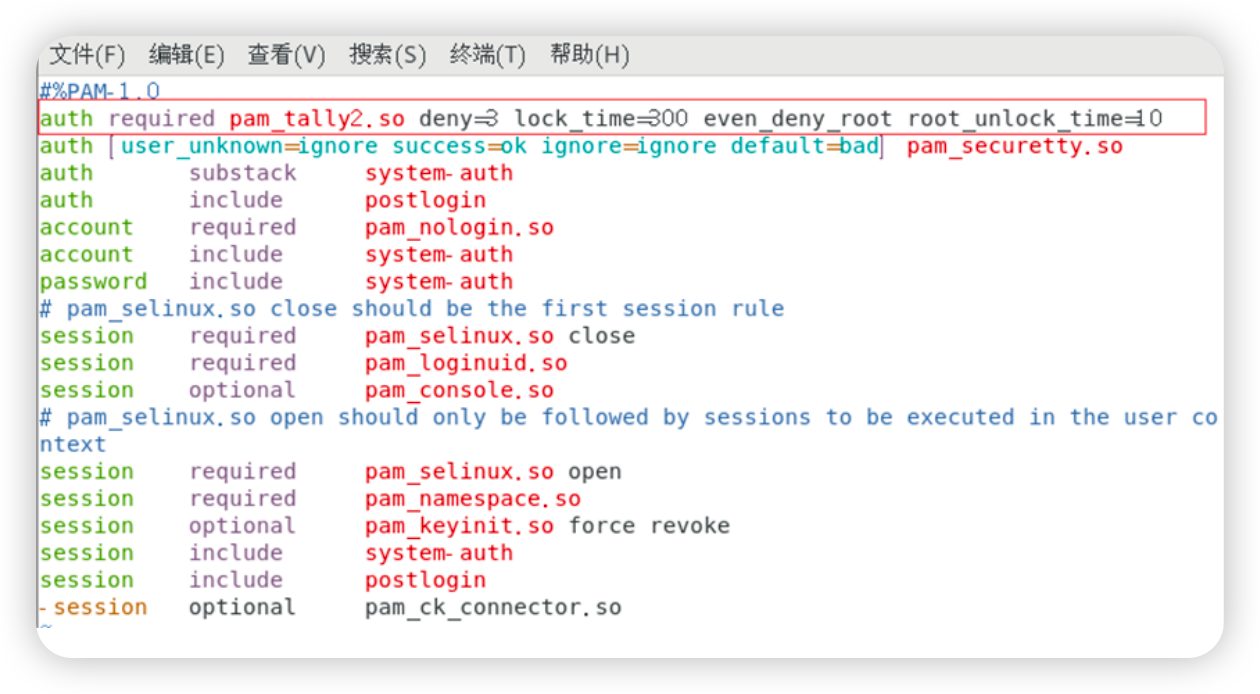 文件(F) 编辑(E) 查看(V) 搜索(S) 终端(T) 帮助(H)
#%PAM-1.0
auth required pam_tally2.so deny=3 lock_time=300 even_deny_root root_unlock_time=10
auth [user_unknown=ignore success=ok ignore=ignore default=bad] pam_securetty.so
auth       substack     system-auth
auth       include      postlogin
account    required     pam_nologin.so
account    include      system-auth
password   include      system-auth
# pam_selinux.so close should be the first session rule
session    required     pam_selinux.so close
session    required     pam_loginuid.so
session    optional     pam_console.so
# pam_selinux.so open should only be followed by sessions to be executed in the user co
ntext
session    required     pam_selinux.so open
session    required     pam_namespace.so
session    optional     pam_keyinit.so force revoke
session    include      system-auth
session    include      postlogin
-session   optional     pam_ck_connector.so
~